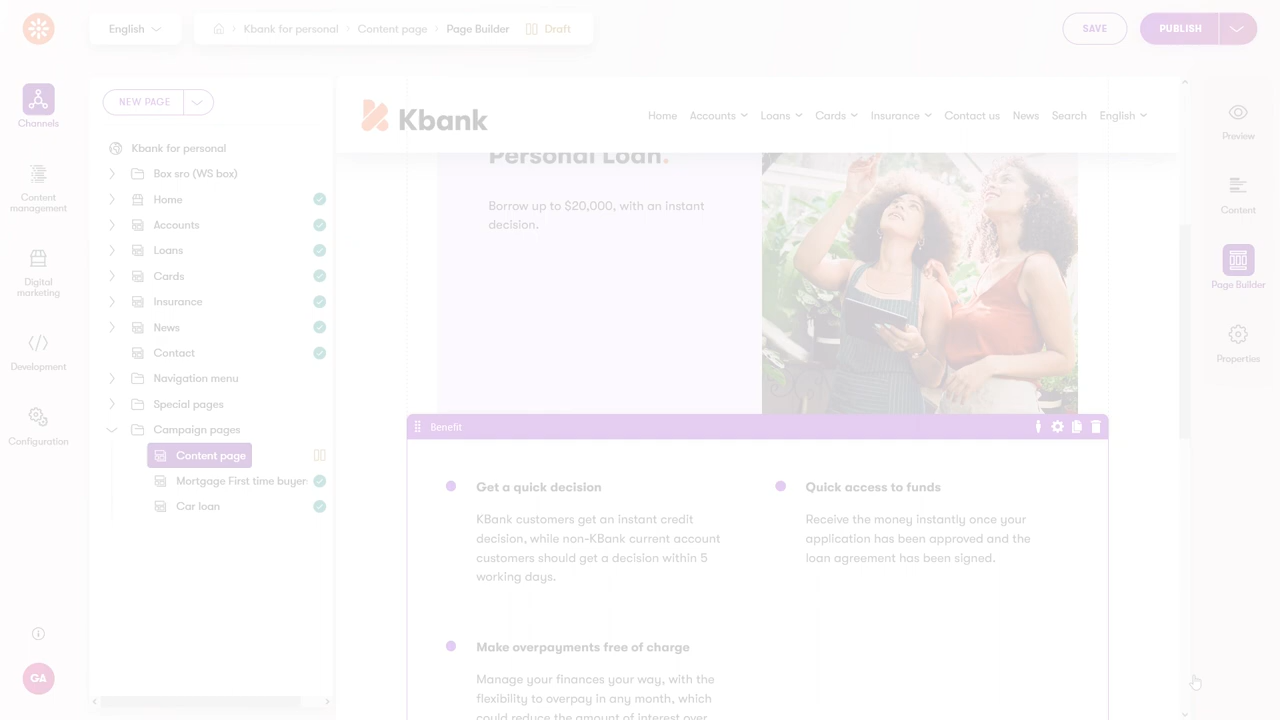 English
Kbank for personal
Content page
Page Builder
Draft
SAVE
PUBLISH
Channels
Content
management
Digital
marketing
Development
Configuration
GA
NEW PAGE
Kbank for personal
Box sro (WS box)
Home
Accounts
Loans
Cards
Insurance
News
Contact
Navigation menu
Special pages
Campaign pages
Content page
Mortgage First time buyer
Car loan
Kbank
Home Accounts Loans Cards Insurance Contact us News Search English
Personal Loan.
Borrow up to $20,000, with an instant
decision.
Benefit
Get a quick decision
KBank customers get an instant credit
decision, while non-KBank current account
customers should get a decision within 5
working days.
Quick access to funds
Receive the money instantly once your
application has been approved and the
loan agreement has been signed.
Make overpayments free of charge
Manage your finances your way, with the
flexibility to overpay in any month, which
could reduce the amount of interest over
Preview
Content
Page Builder
Properties